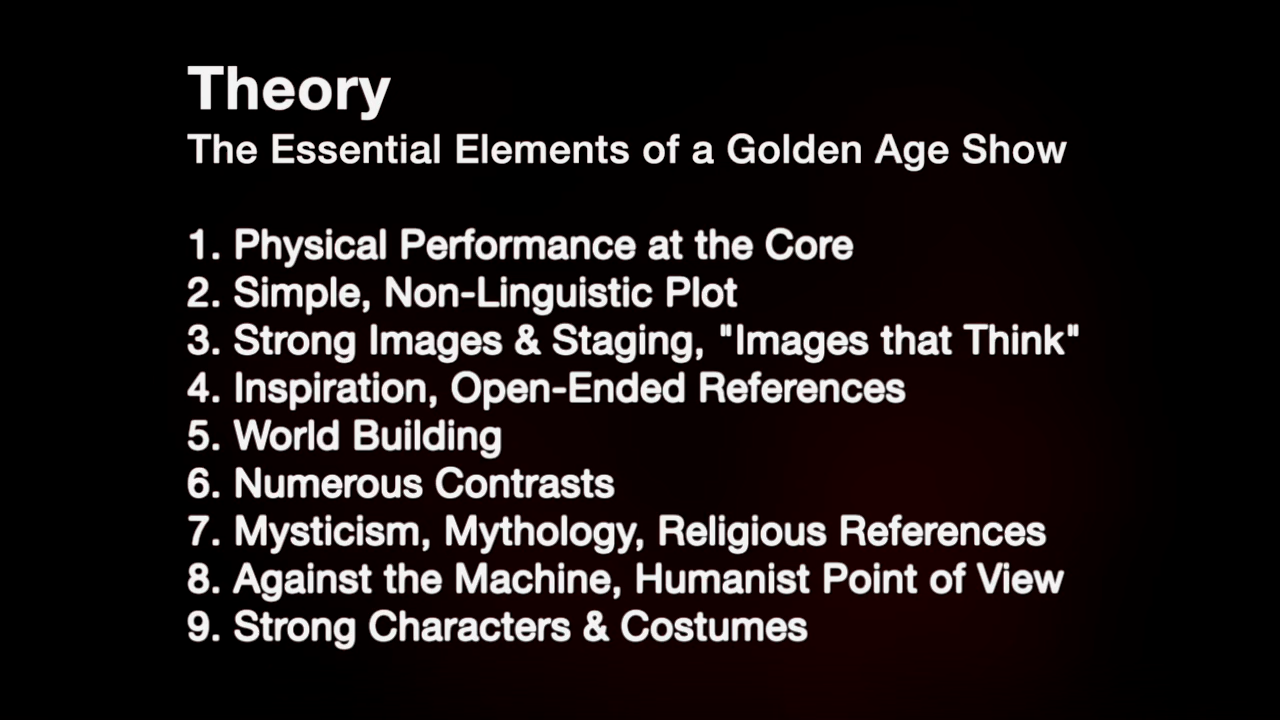 Theory
The Essential Elements of a Golden Age Show
1. Physical Performance at the Core
2. Simple, Non-Linguistic Plot
3. Strong Images & Staging, "Images that Think"
4. Inspiration, Open-Ended References
5. World Building
6. Numerous Contrasts
7. Mysticism, Mythology, Religious References
8. Against the Machine, Humanist Point of View
9. Strong Characters & Costumes